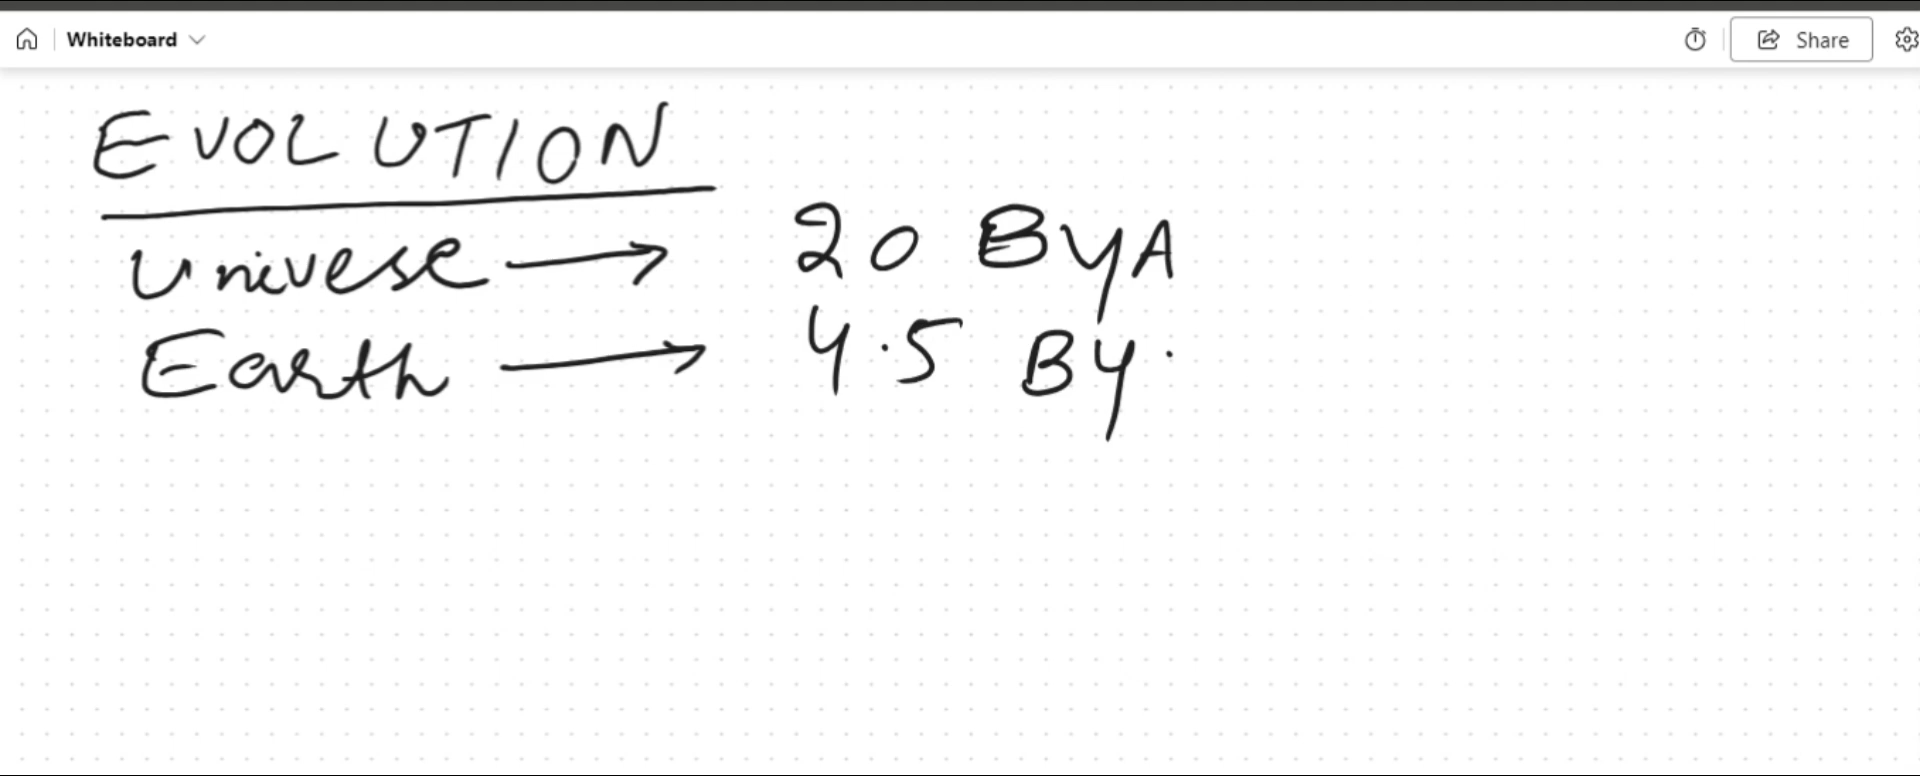 Whiteboard
Share
EVOLUTION
Univese → 20 BYA
Earth → 4.5 BY.